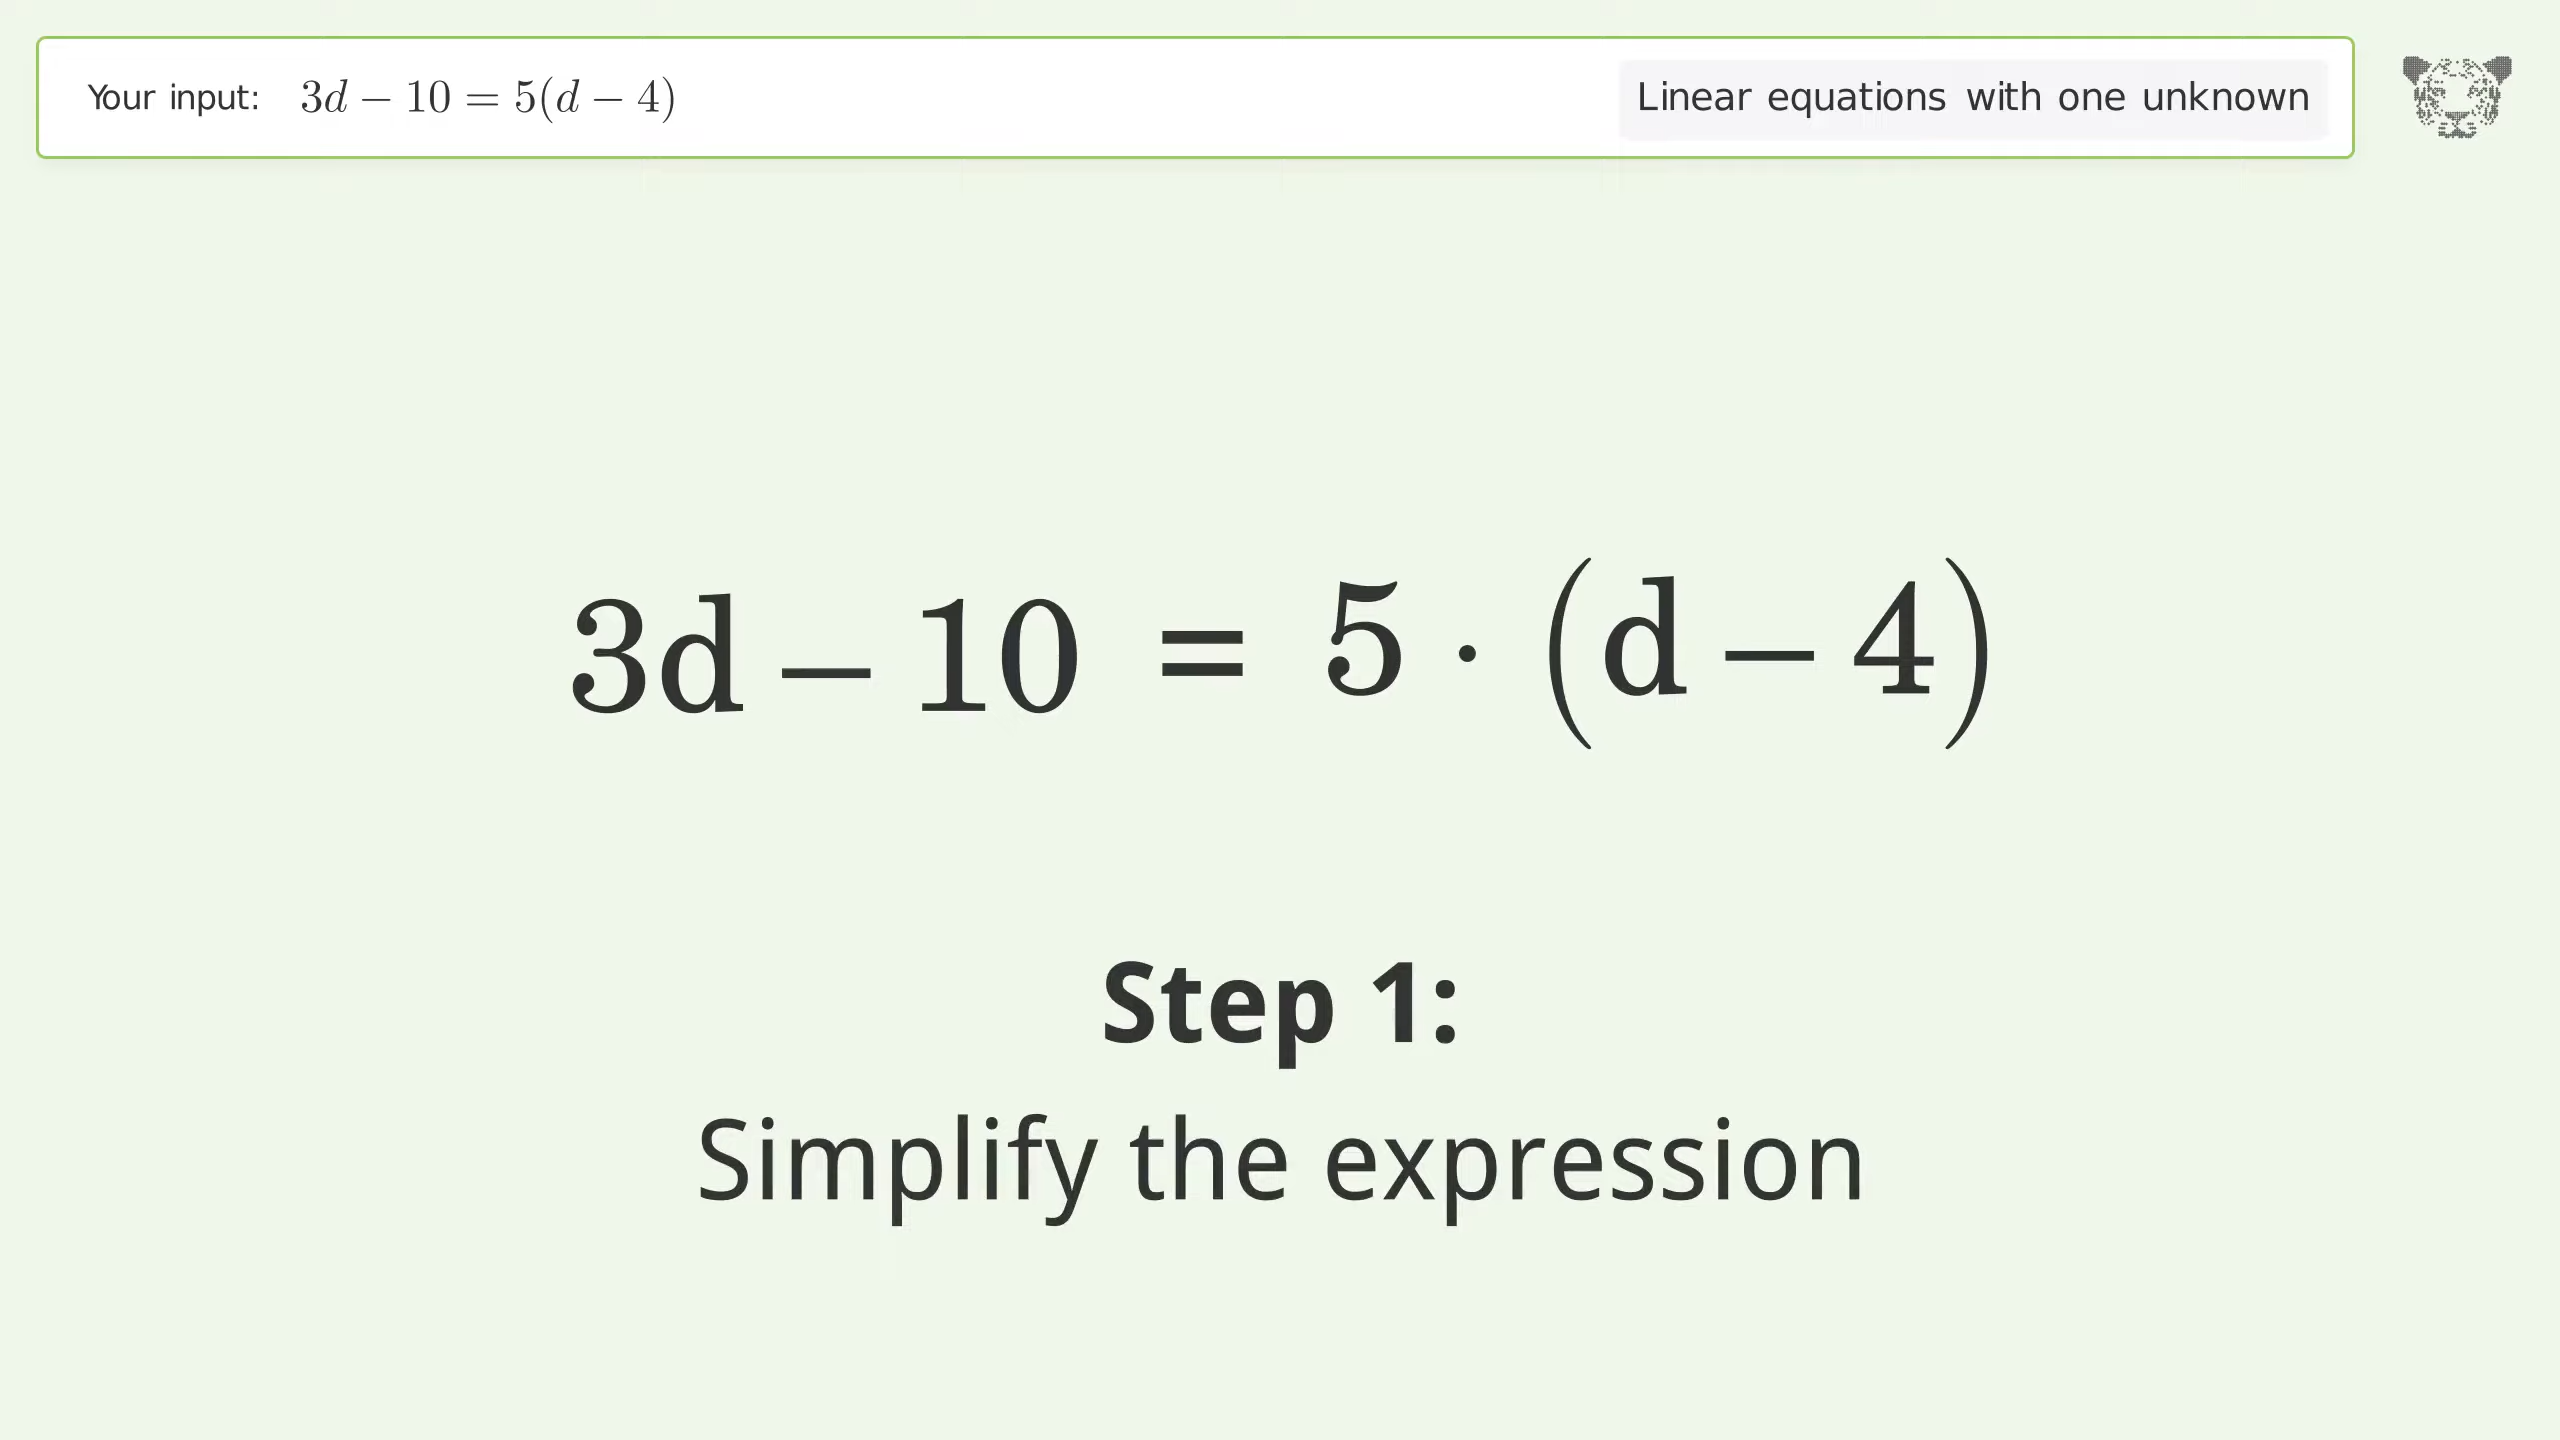 Your input: 3d − 10 = 5(d − 4)
Linear equations with one unknown
3d – 10 = 5 · (d – 4)
Step 1:
Simplify the expression